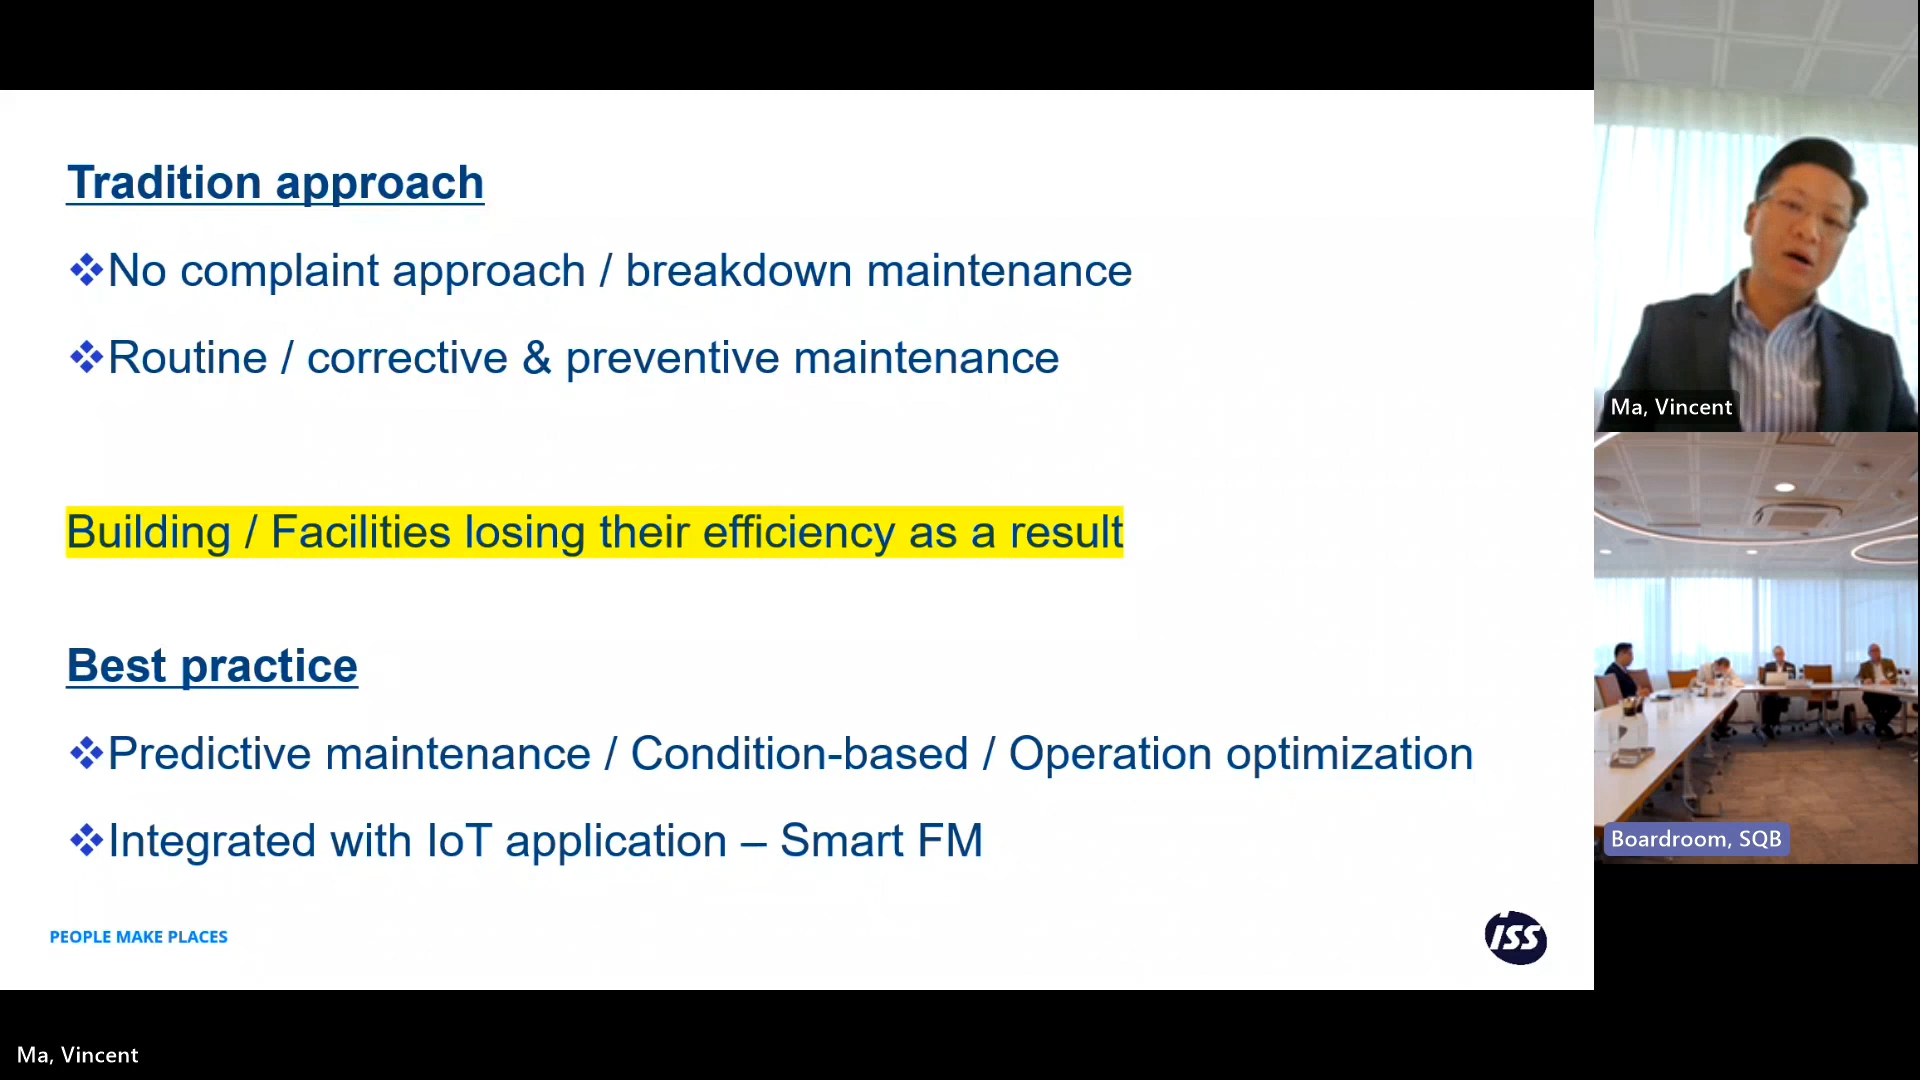 Tradition approach
No complaint approach / breakdown maintenance
Routine / corrective & preventive maintenance
Building / Facilities losing their efficiency as a result
Best practice
Predictive maintenance / Condition-based / Operation optimization
Integrated with IoT application – Smart FM
PEOPLE MAKE PLACES
ISS
Ma, Vincent
Boardroom, SQB
Ma, Vincent